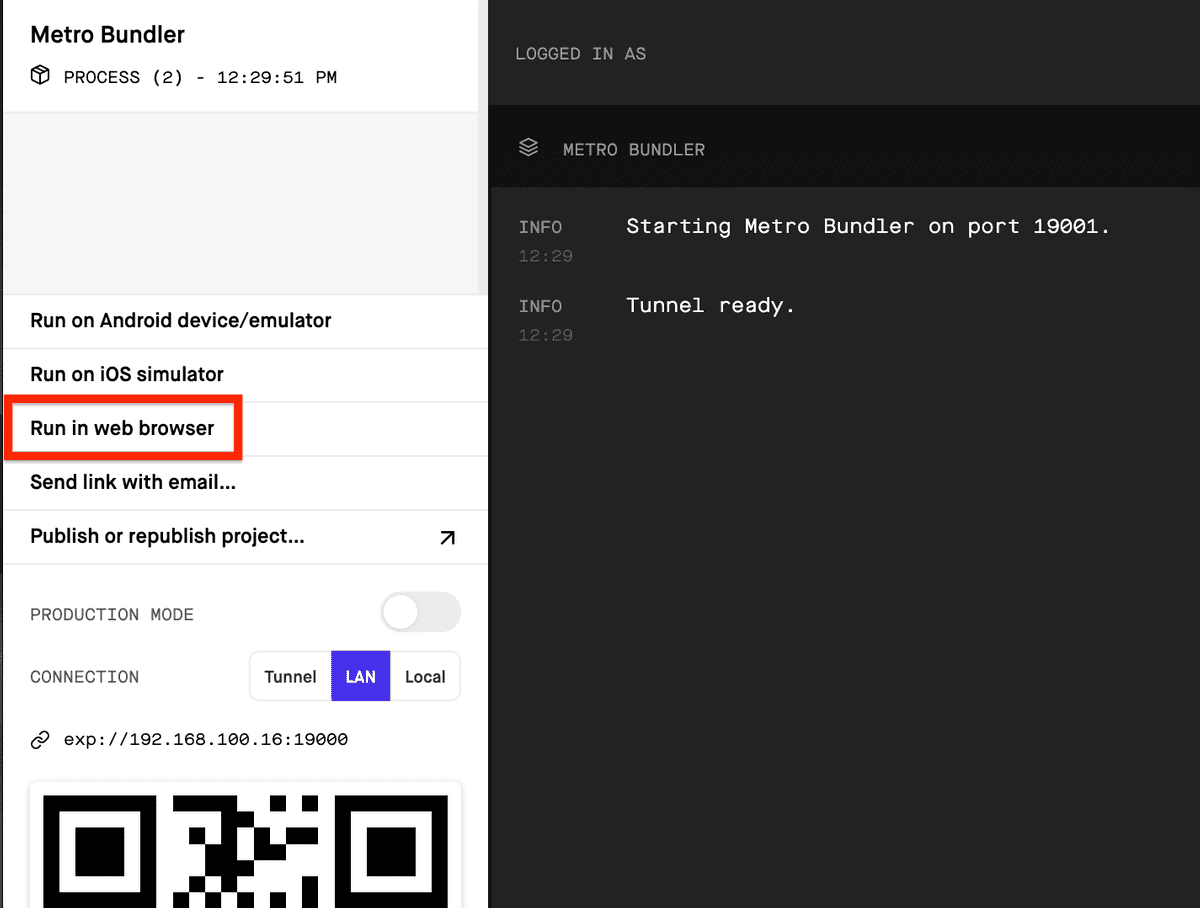 Metro Bundler
PROCESS (2) - 12:29:51 PM
Run on Android device/emulator
Run on iOS simulator
Run in web browser
Send link with email...
Publish or republish project...
PRODUCTION MODE
CONNECTION
Tunnel LAN Local
exp://192.168.100.16:19000
LOGGED IN AS
METRO BUNDLER
INFO Starting Metro Bundler on port 19001.
12:29
INFO Tunnel ready.
12:29